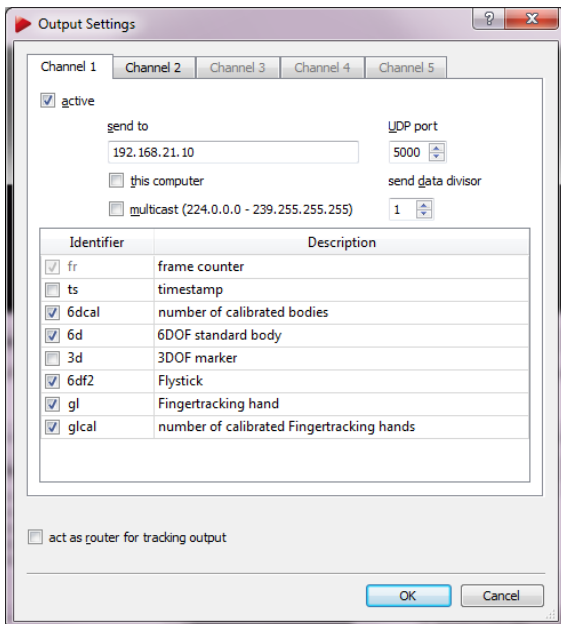 Output Settings
Channel 1 Channel 2 Channel 3 Channel 4 Channel 5
active
send to UDP port
192.168.21.10 5000
this computer send data divisor
multicast (224.0.0.0 - 239.255.255.255) 1
Identifier Description
fr frame counter
ts timestamp
6dcal number of calibrated bodies
6d 6DOF standard body
3d 3DOF marker
6df2 Flystick
gl Fingertracking hand
glcal number of calibrated Fingertracking hands
act as router for tracking output
OK Cancel